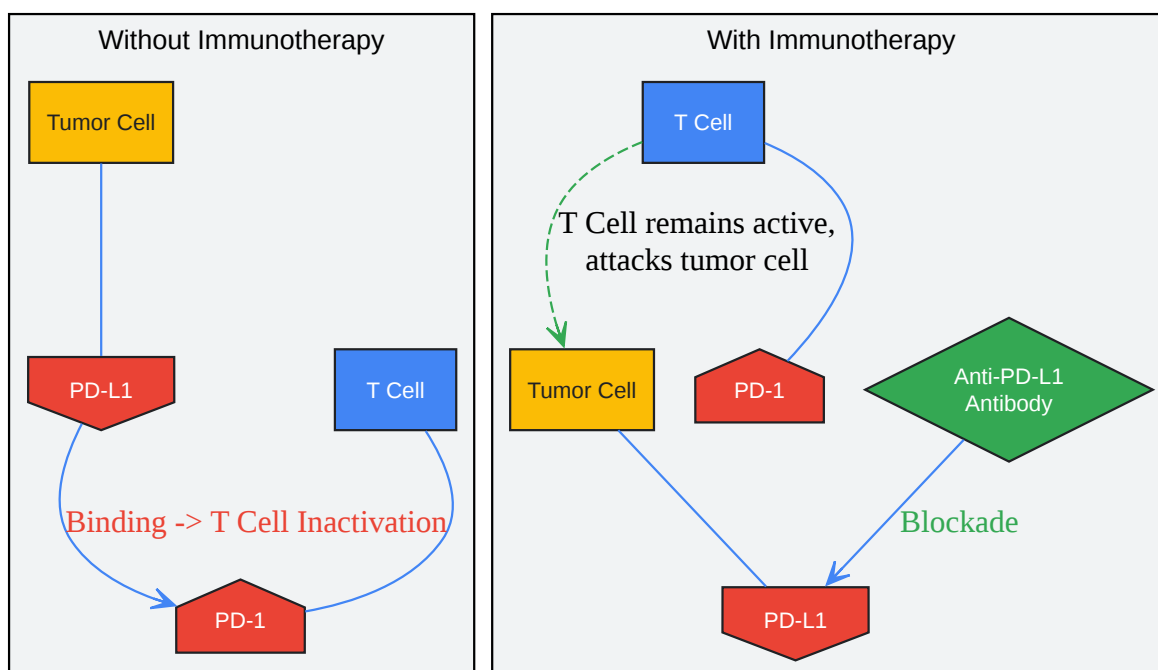 Without Immunotherapy
Tumor Cell
PD-L1
T Cell
Binding -> T Cell Inactivation
PD-1
With Immunotherapy
T Cell
T Cell remains active,
attacks tumor cell
Tumor Cell
PD-1
Anti-PD-L1
Antibody
Blockade
PD-L1